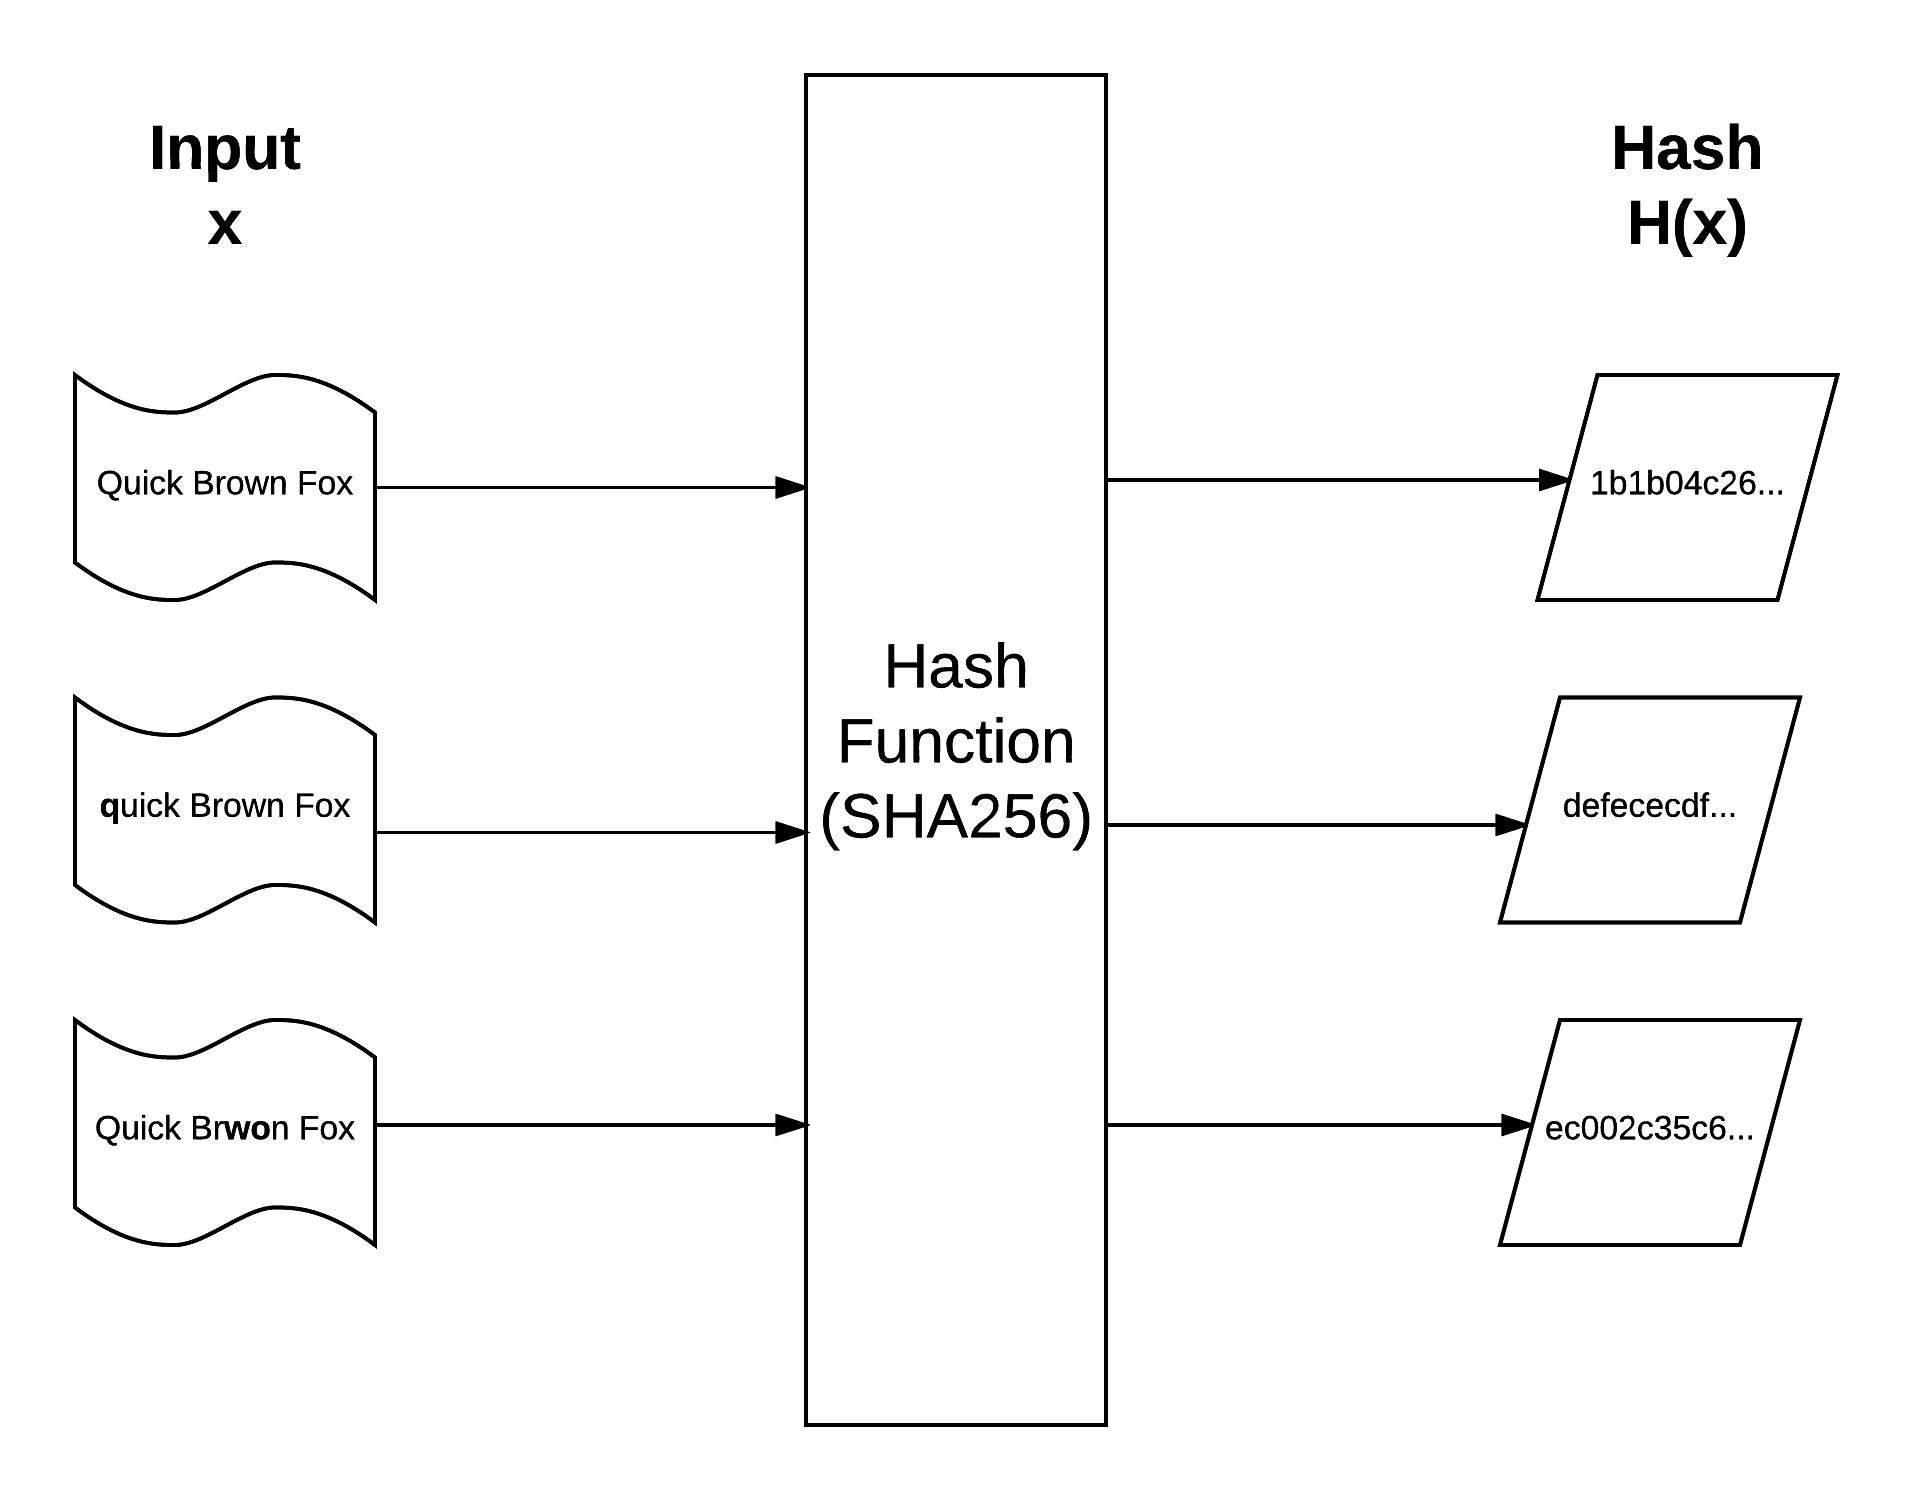 Input
x
Hash
H(x)
Quick Brown Fox
1b1b04c26...
Hash
Function
(SHA256)
quick Brown Fox
defececdf...
Quick Brwon Fox
ec002c35c6...